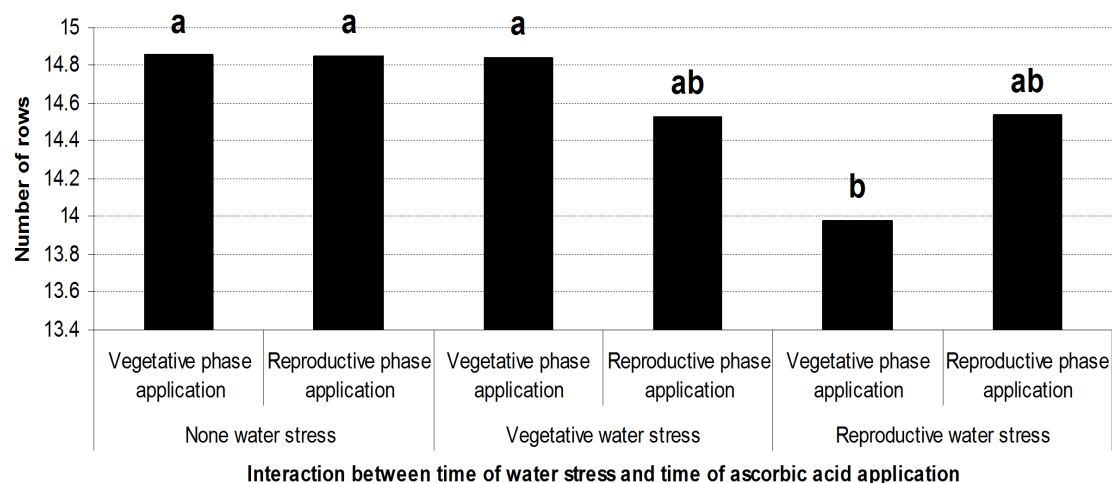 15
14.8
14.6
14.4
14.2
14
13.8
13.6
13.4
Number of rows
a
a
a
ab
b
ab
Vegetative phase
application
Reproductive phase
application
Vegetative phase
application
Reproductive phase
application
Vegetative phase
application
Reproductive phase
application
None water stress
Vegetative water stress
Reproductive water stress
Interaction between time of water stress and time of ascorbic acid application